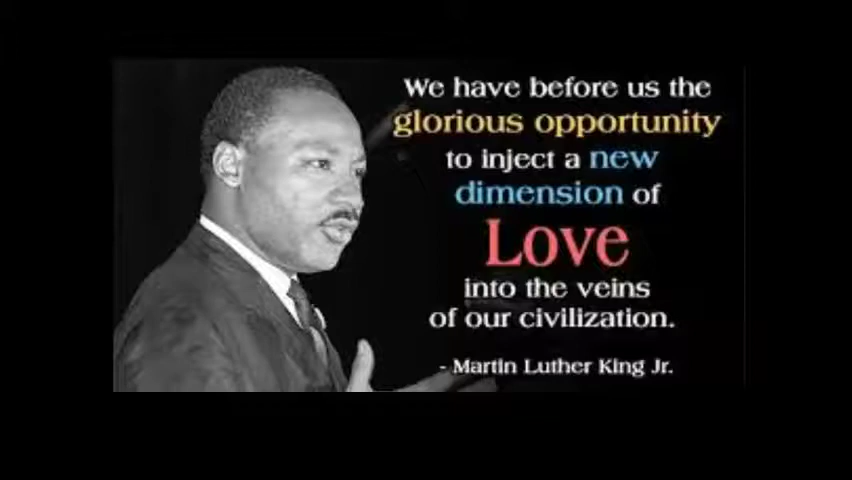 We have before us the
glorious opportunity
to inject a new
dimension of
Love
into the veins
of our civilization.
- Martin Luther King Jr.